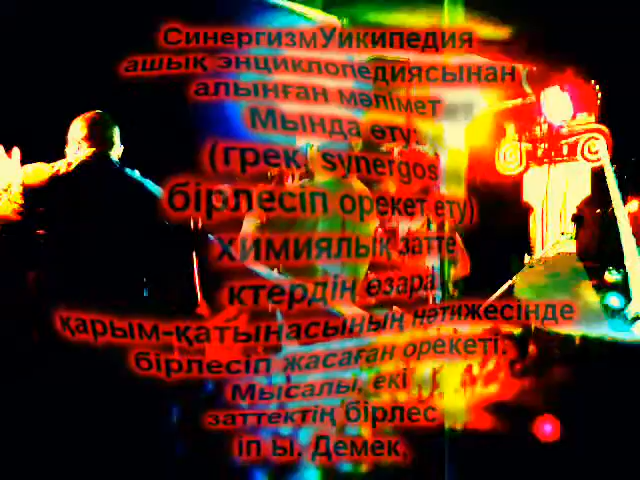 СинергизмУикипедия
ашық энциклопедиясынан
алынған мәлімет
Мында өту:
(грек. synergos
бірлесіп әрекет ету)
химиялық затте
ктердің өзара
қарым-қатынасының нәтижесінде
бірлесіп жасаған әрекеті.
Мысалы, екі
заттектің бірлес
іп ы. Демек,